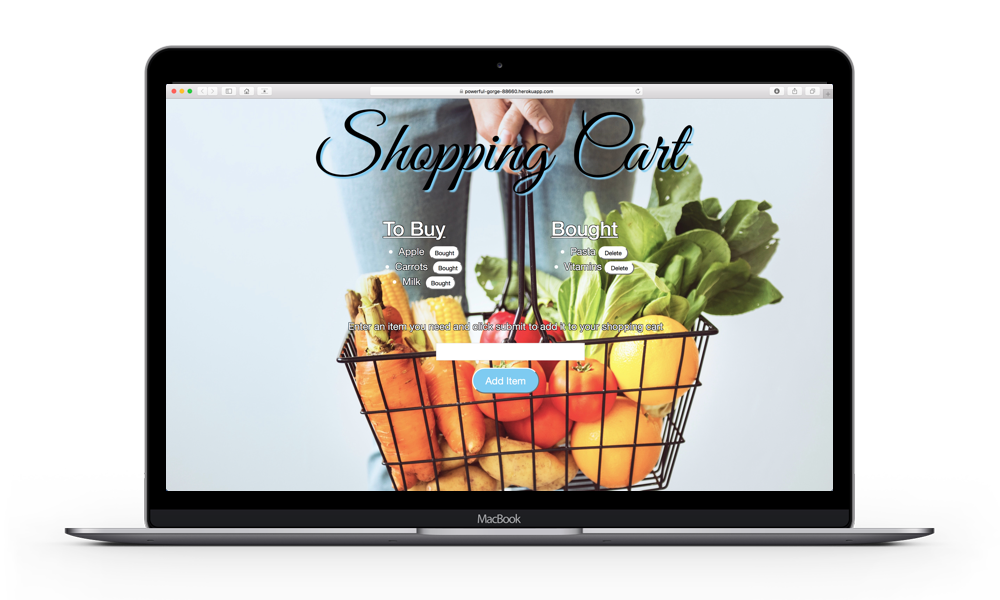 powerful-gorge-88680.herokuapp.com
Shopping Cart
To Buy
Apple Bought
Carrots Bought
Milk Bought
Bought
Pasta Delete
Vitamins Delete
Enter an item you need and click submit to add it to your shopping cart
Add Item
MacBook